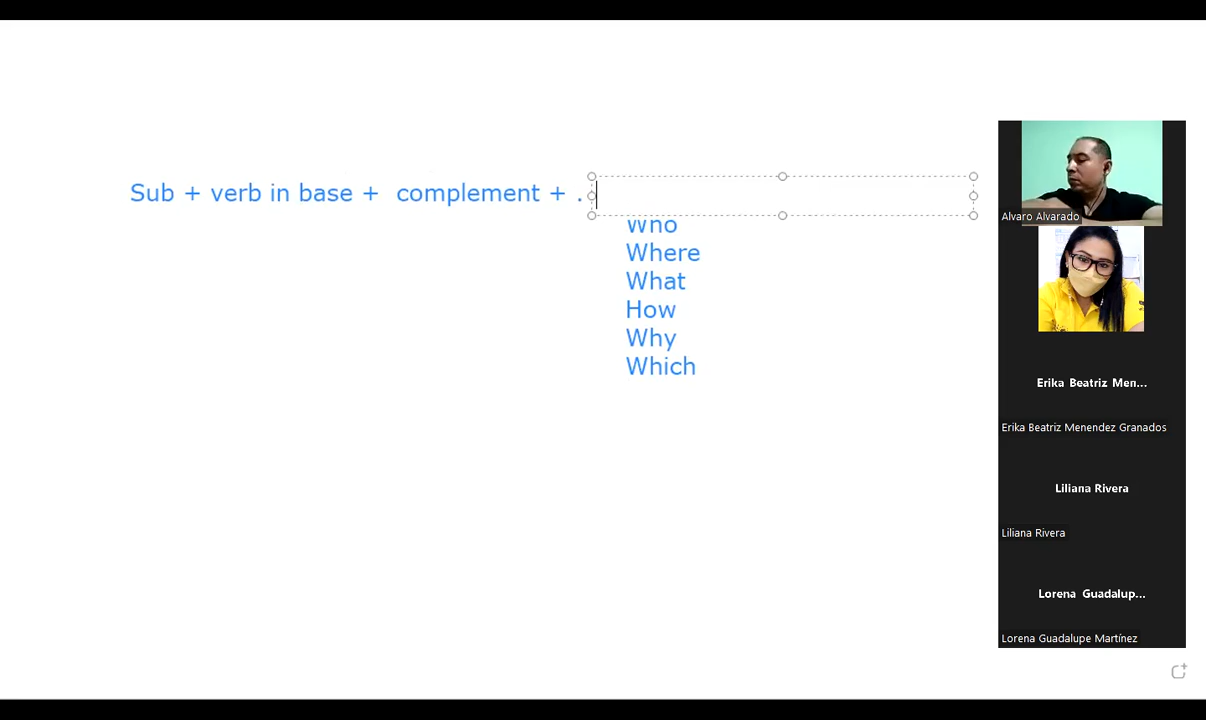 Sub + verb in base + complement + .
Who
Where
What
How
Why
Which
Alvaro Alvarado
Erika Beatriz Men...
Erika Beatriz Menendez Granados
Liliana Rivera
Liliana Rivera
Lorena Guadalup...
Lorena Guadalupe Martínez